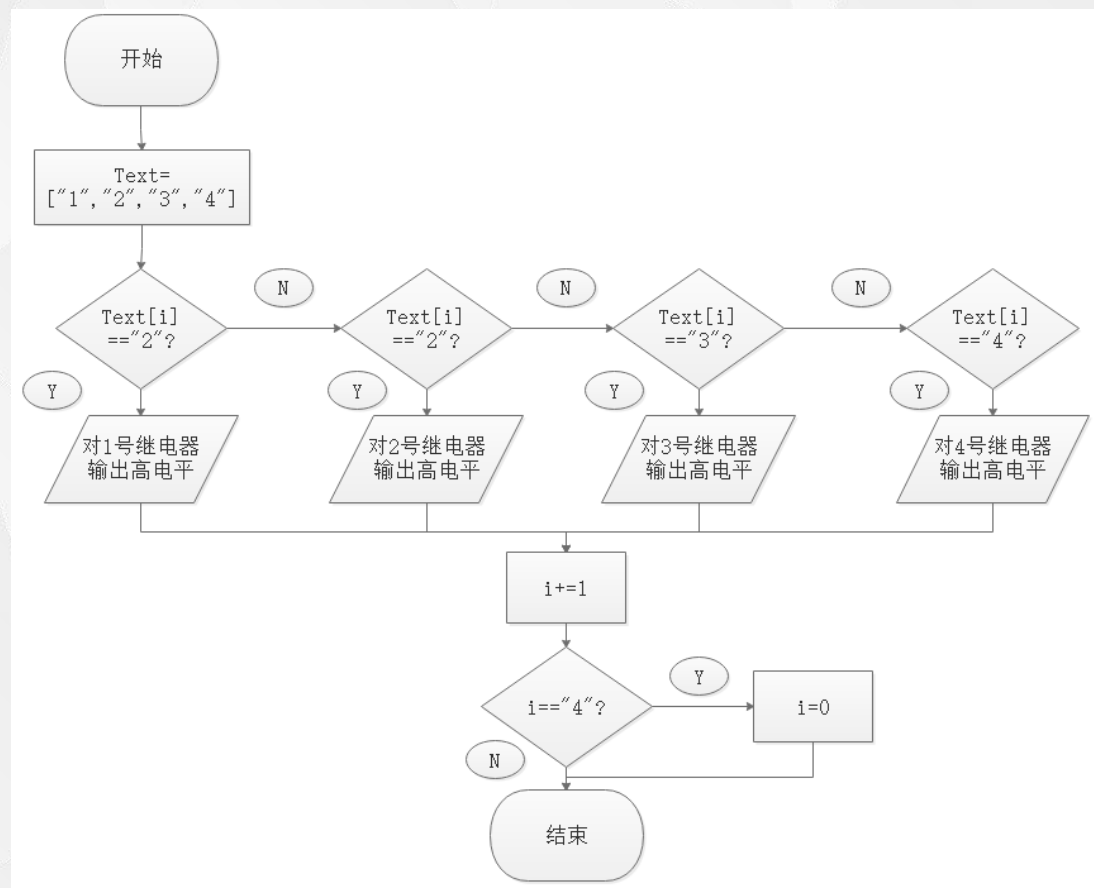 开始
Text=
["1","2","3","4"]
N
N
N
Text[i]
=="2"?
Text[i]
=="2"?
Text[i]
=="3"?
Text[i]
=="4"?
Y
Y
Y
Y
对1号继电器
输出高电平
对2号继电器
输出高电平
对3号继电器
输出高电平
对4号继电器
输出高电平
i+=1
Y
i=="4"?
i=0
N
结束